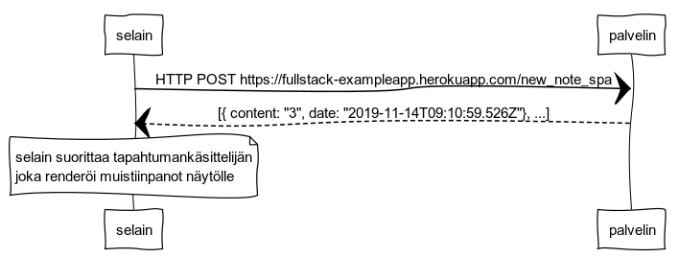 selain
palvelin
HTTP POST https://fullstack-exampleapp.herokuapp.com/new_note_spa
[{ content: "3", date: "2019-11-14T09:10:59.526Z"}, ...]
selain suorittaa tapahtumankäsittelijän
joka renderöi muistiinpanot näytölle
selain
palvelin